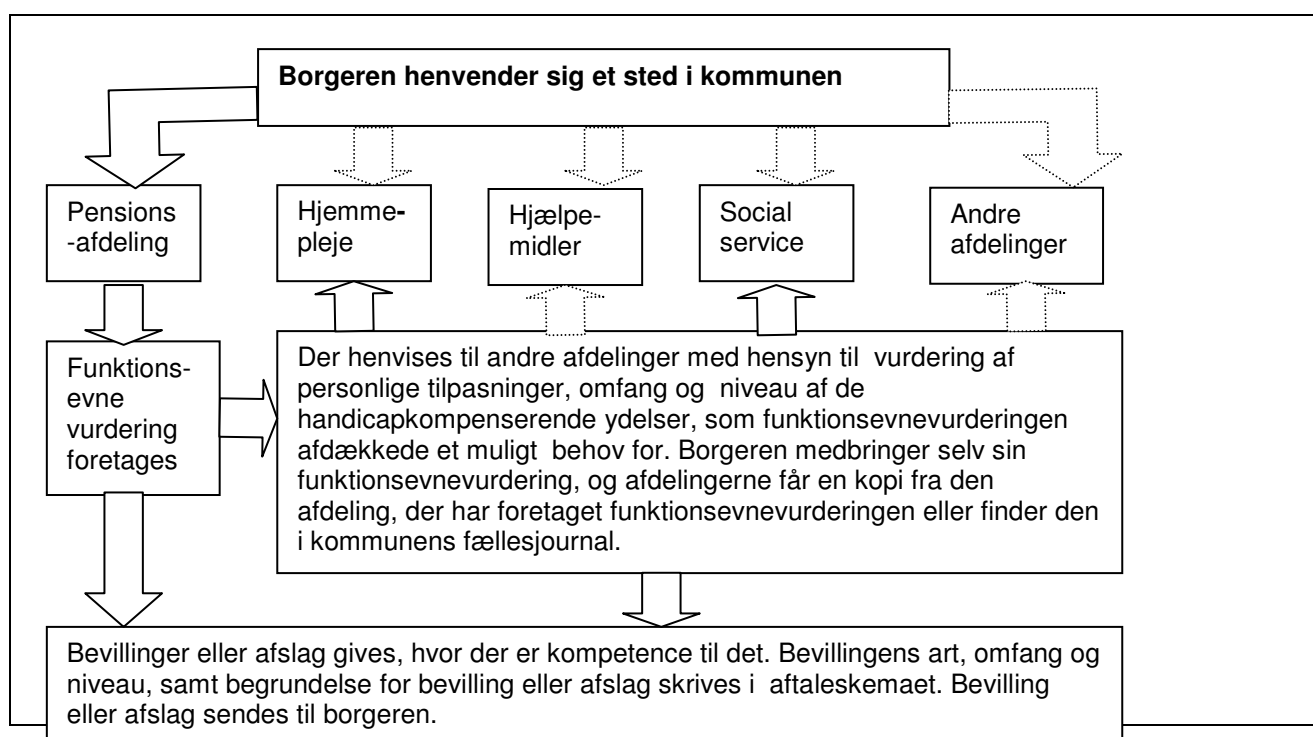 Borgeren henvender sig et sted i kommunen
Pensions
-afdeling
Hjemme-
pleje
Hjælpe-
midler
Social
service
Andre
afdelinger
Funktions-
evne
vurdering
foretages
Der henvises til andre afdelinger med hensyn til vurdering af
personlige tilpasninger, omfang og niveau af de
handicapkompenserende ydelser, som funktionsevnevurderingen
afdækkede et muligt behov for. Borgeren medbringer selv sin
funktionsevnevurdering, og afdelingerne får en kopi fra den
afdeling, der har foretaget funktionsevnevurderingen eller finder den
i kommunens fællesjournal.
Bevillinger eller afslag gives, hvor der er kompetence til det. Bevillingens art, omfang og
niveau, samt begrundelse for bevilling eller afslag skrives i aftaleskemaet. Bevilling
eller afslag sendes til borgeren.